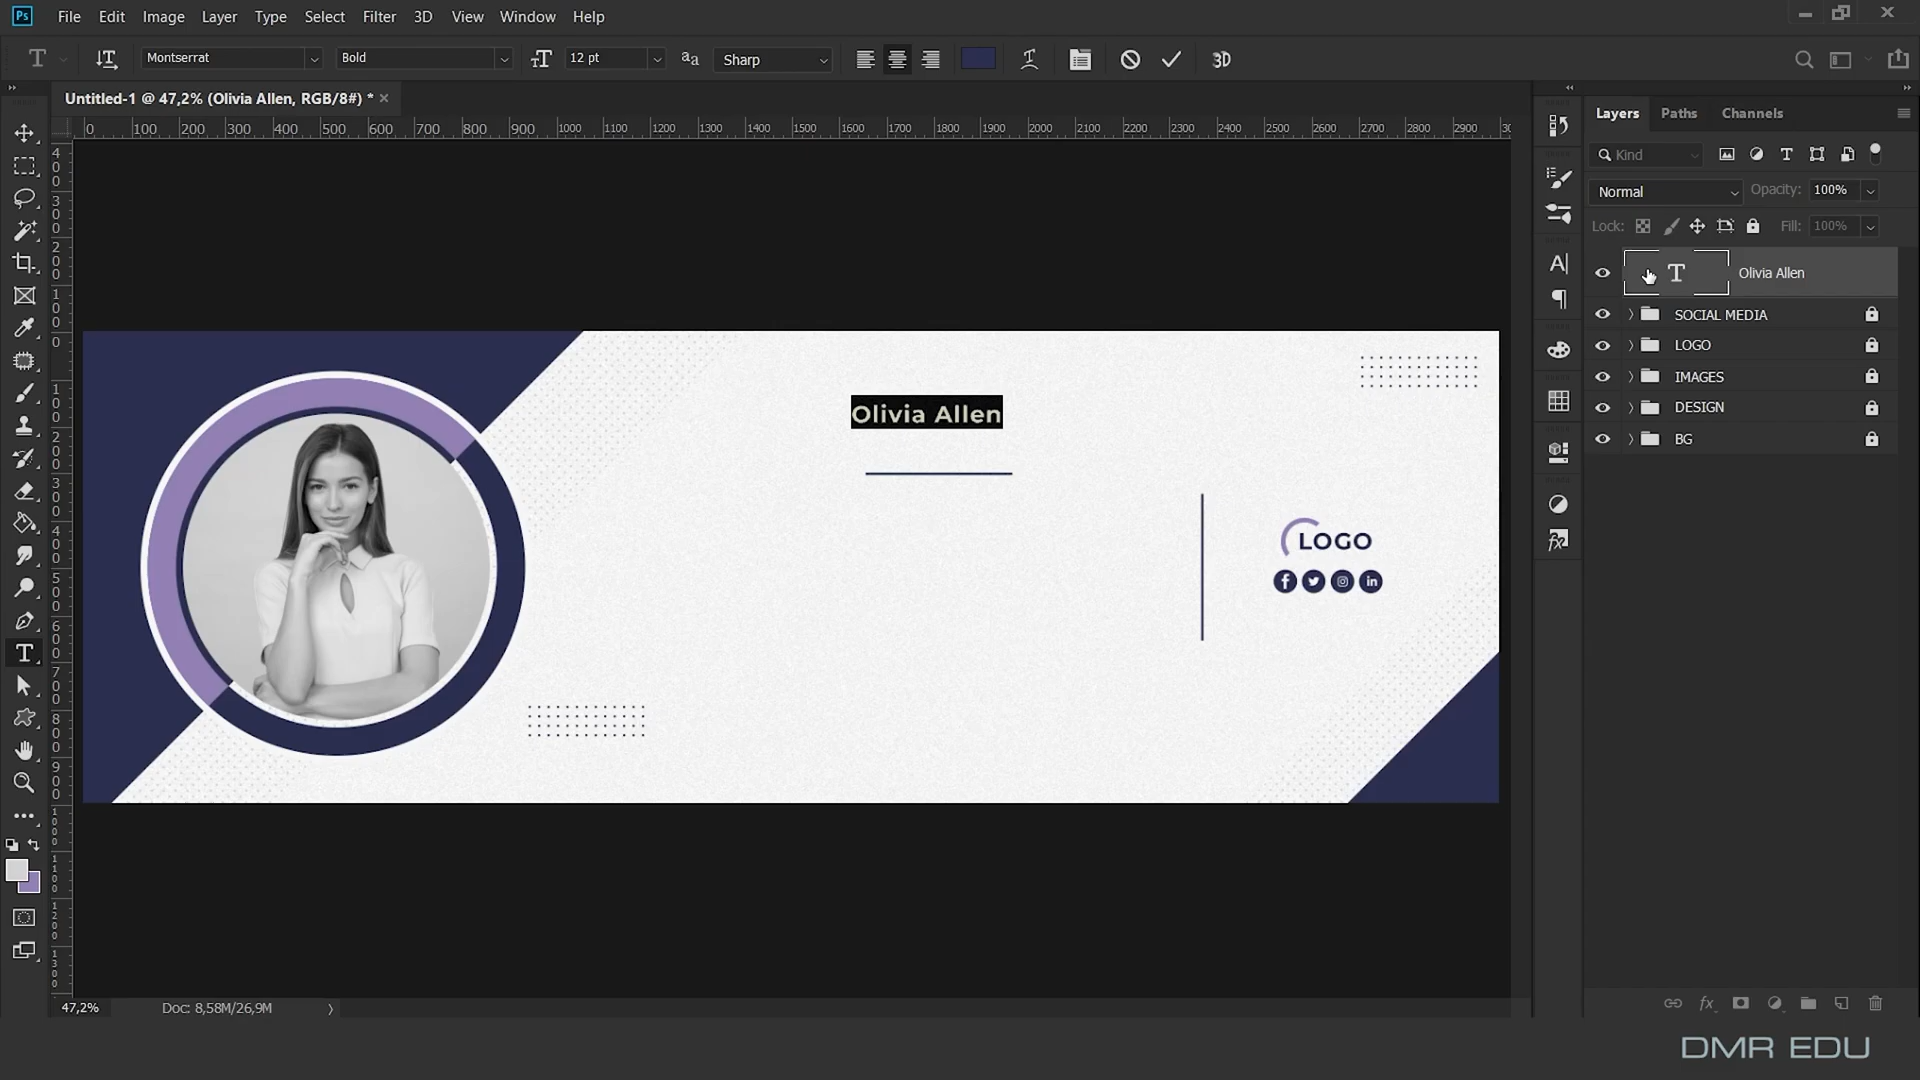 Ps File Edit Image Layer Type Select Filter 3D View Window Help
T Montserrat Bold 12 pt aa Sharp 3D
Untitled-1 @ 47,2% (Olivia Allen, RGB/8#) *
0 100 200 300 400 500 600 700 800 900 1000 1100 1200 1300 1400 1500 1600 1700 1800 1900 2000 2100 2200 2300 2400 2500 2600 2700 2800 2900
Layers Paths Channels
Kind
Normal Opacity: 100%
Lock: Fill: 100%
T Olivia Allen
SOCIAL MEDIA
LOGO
IMAGES
DESIGN
BG
Olivia Allen
LOGO
f in
47,2% Doc: 8,58M/26,9M
fx
DMR EDU